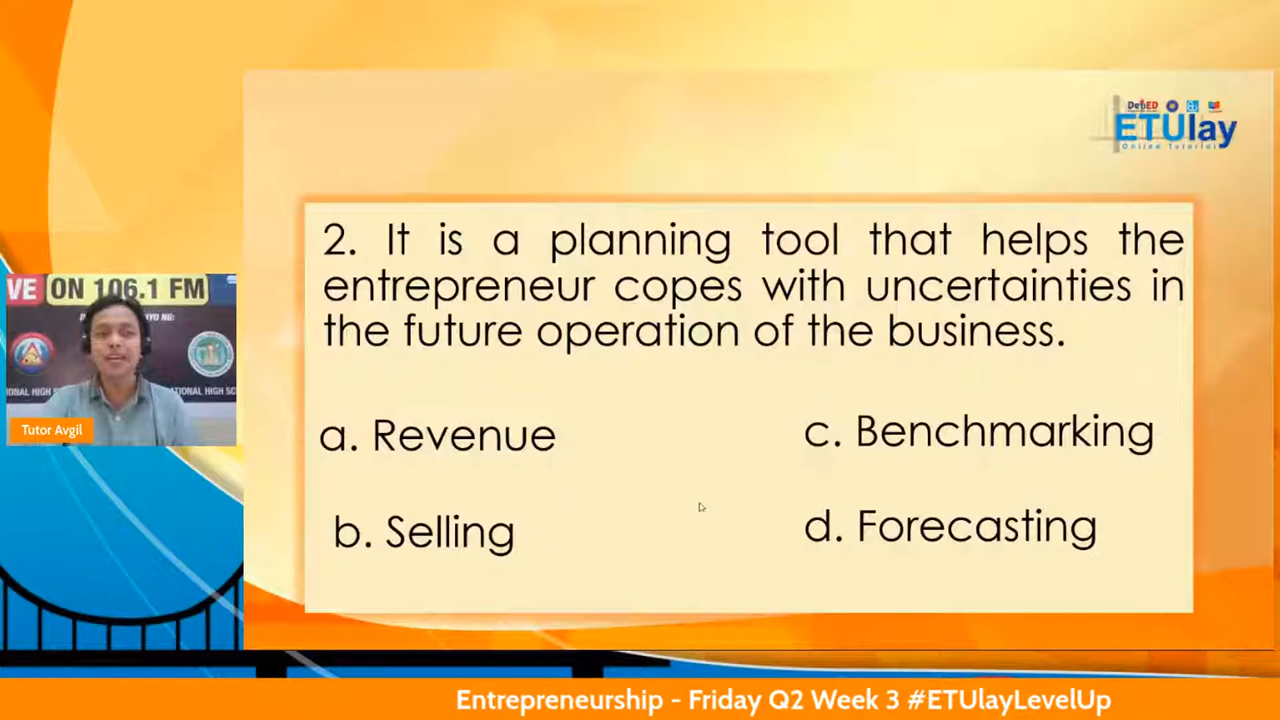 DepED
ETUlay
Online Tutorial
2. It is a planning tool that helps the
entrepreneur copes with uncertainties in
the future operation of the business.
a. Revenue
c. Benchmarking
b. Selling
d. Forecasting
VE ON 106.1 FM
Tutor Avgil
Entrepreneurship - Friday Q2 Week 3 #ETUlayLevelUp